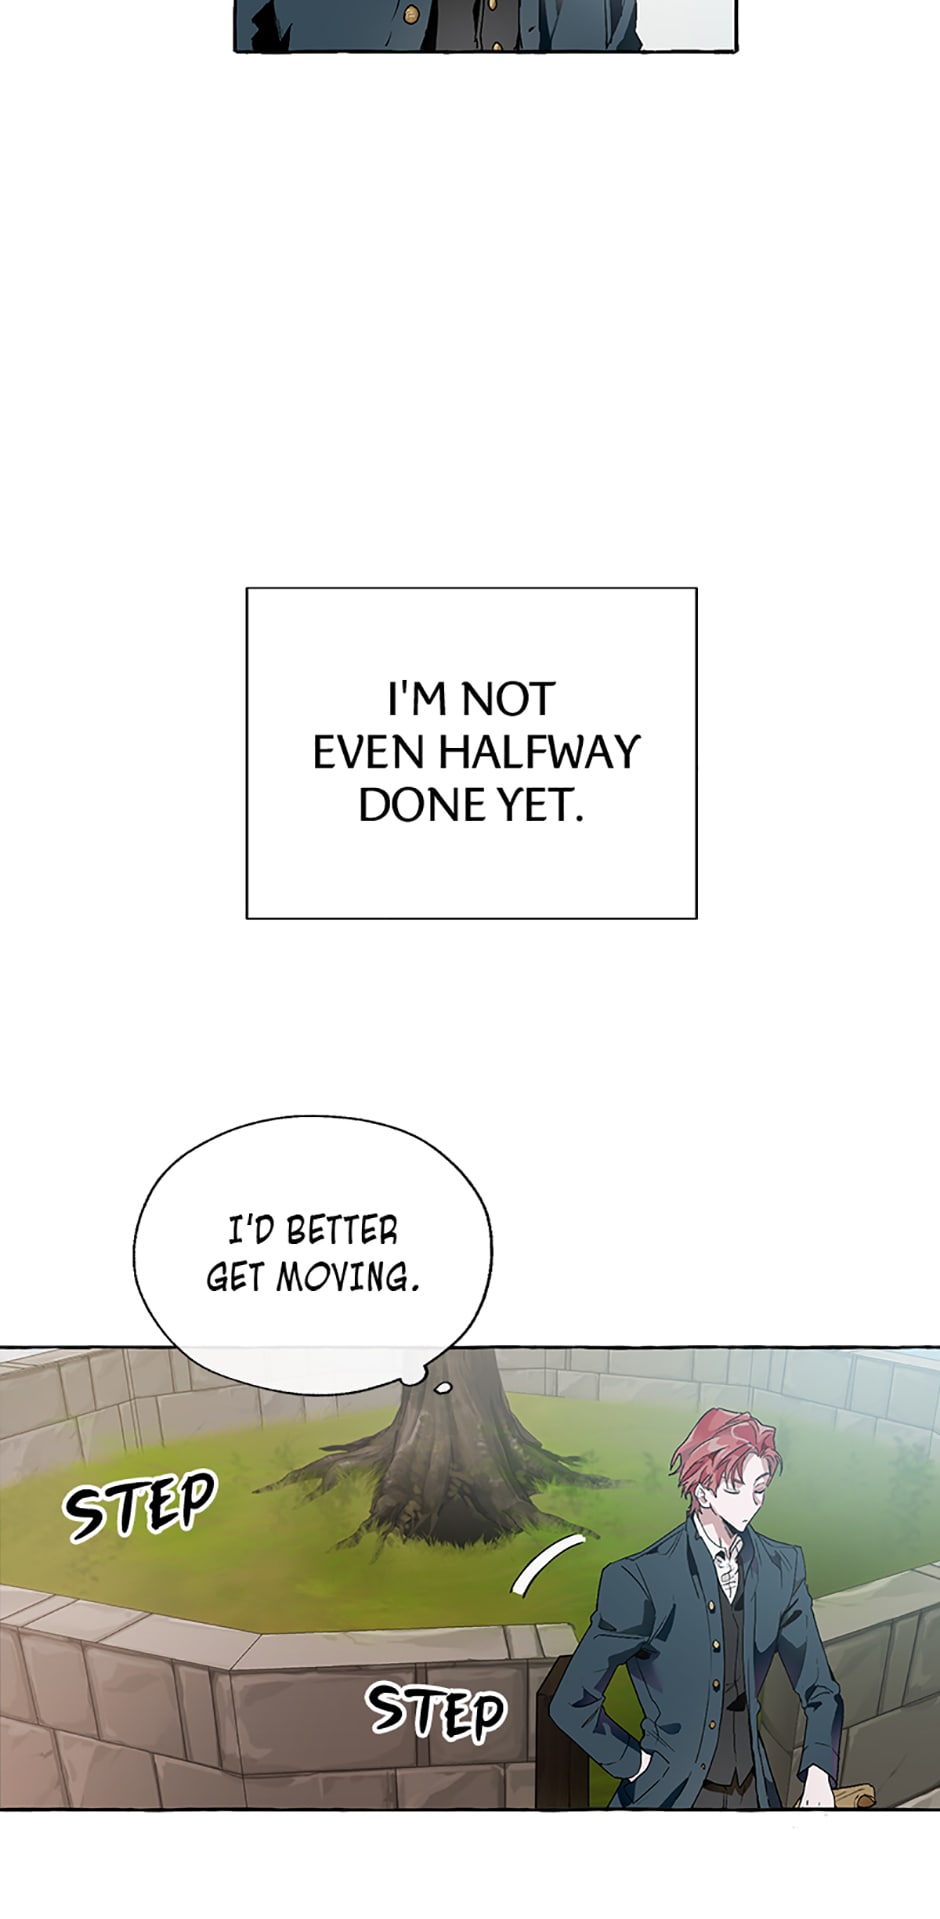 I'M NOT
EVEN HALFWAY
DONE YET.
I'D BETTER
GET MOVING.
STEP
STEP